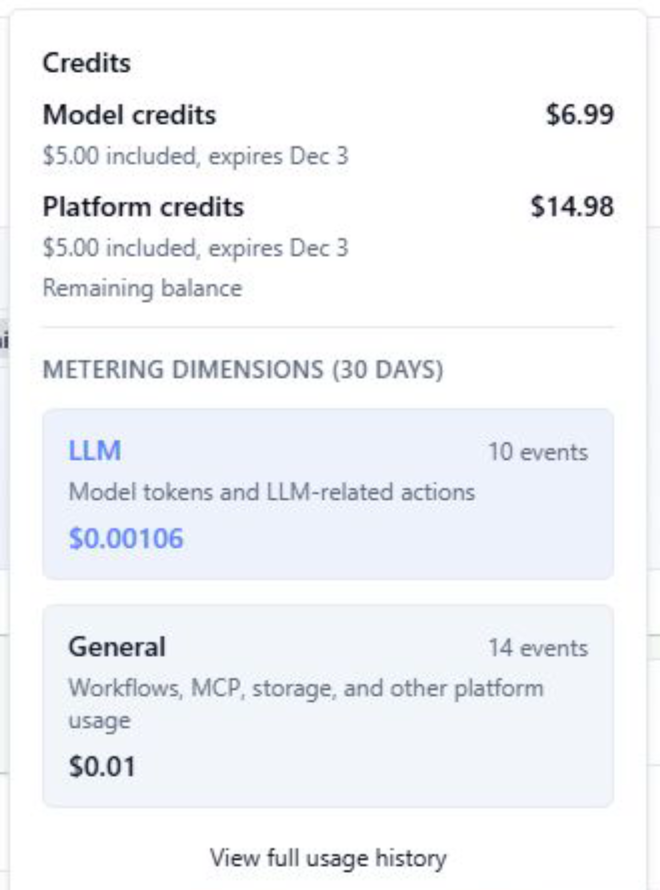 Credits
Model credits $6.99
$5.00 included, expires Dec 3
Platform credits $14.98
$5.00 included, expires Dec 3
Remaining balance
METERING DIMENSIONS (30 DAYS)
LLM 10 events
Model tokens and LLM-related actions
$0.00106
General 14 events
Workflows, MCP, storage, and other platform
usage
$0.01
View full usage history